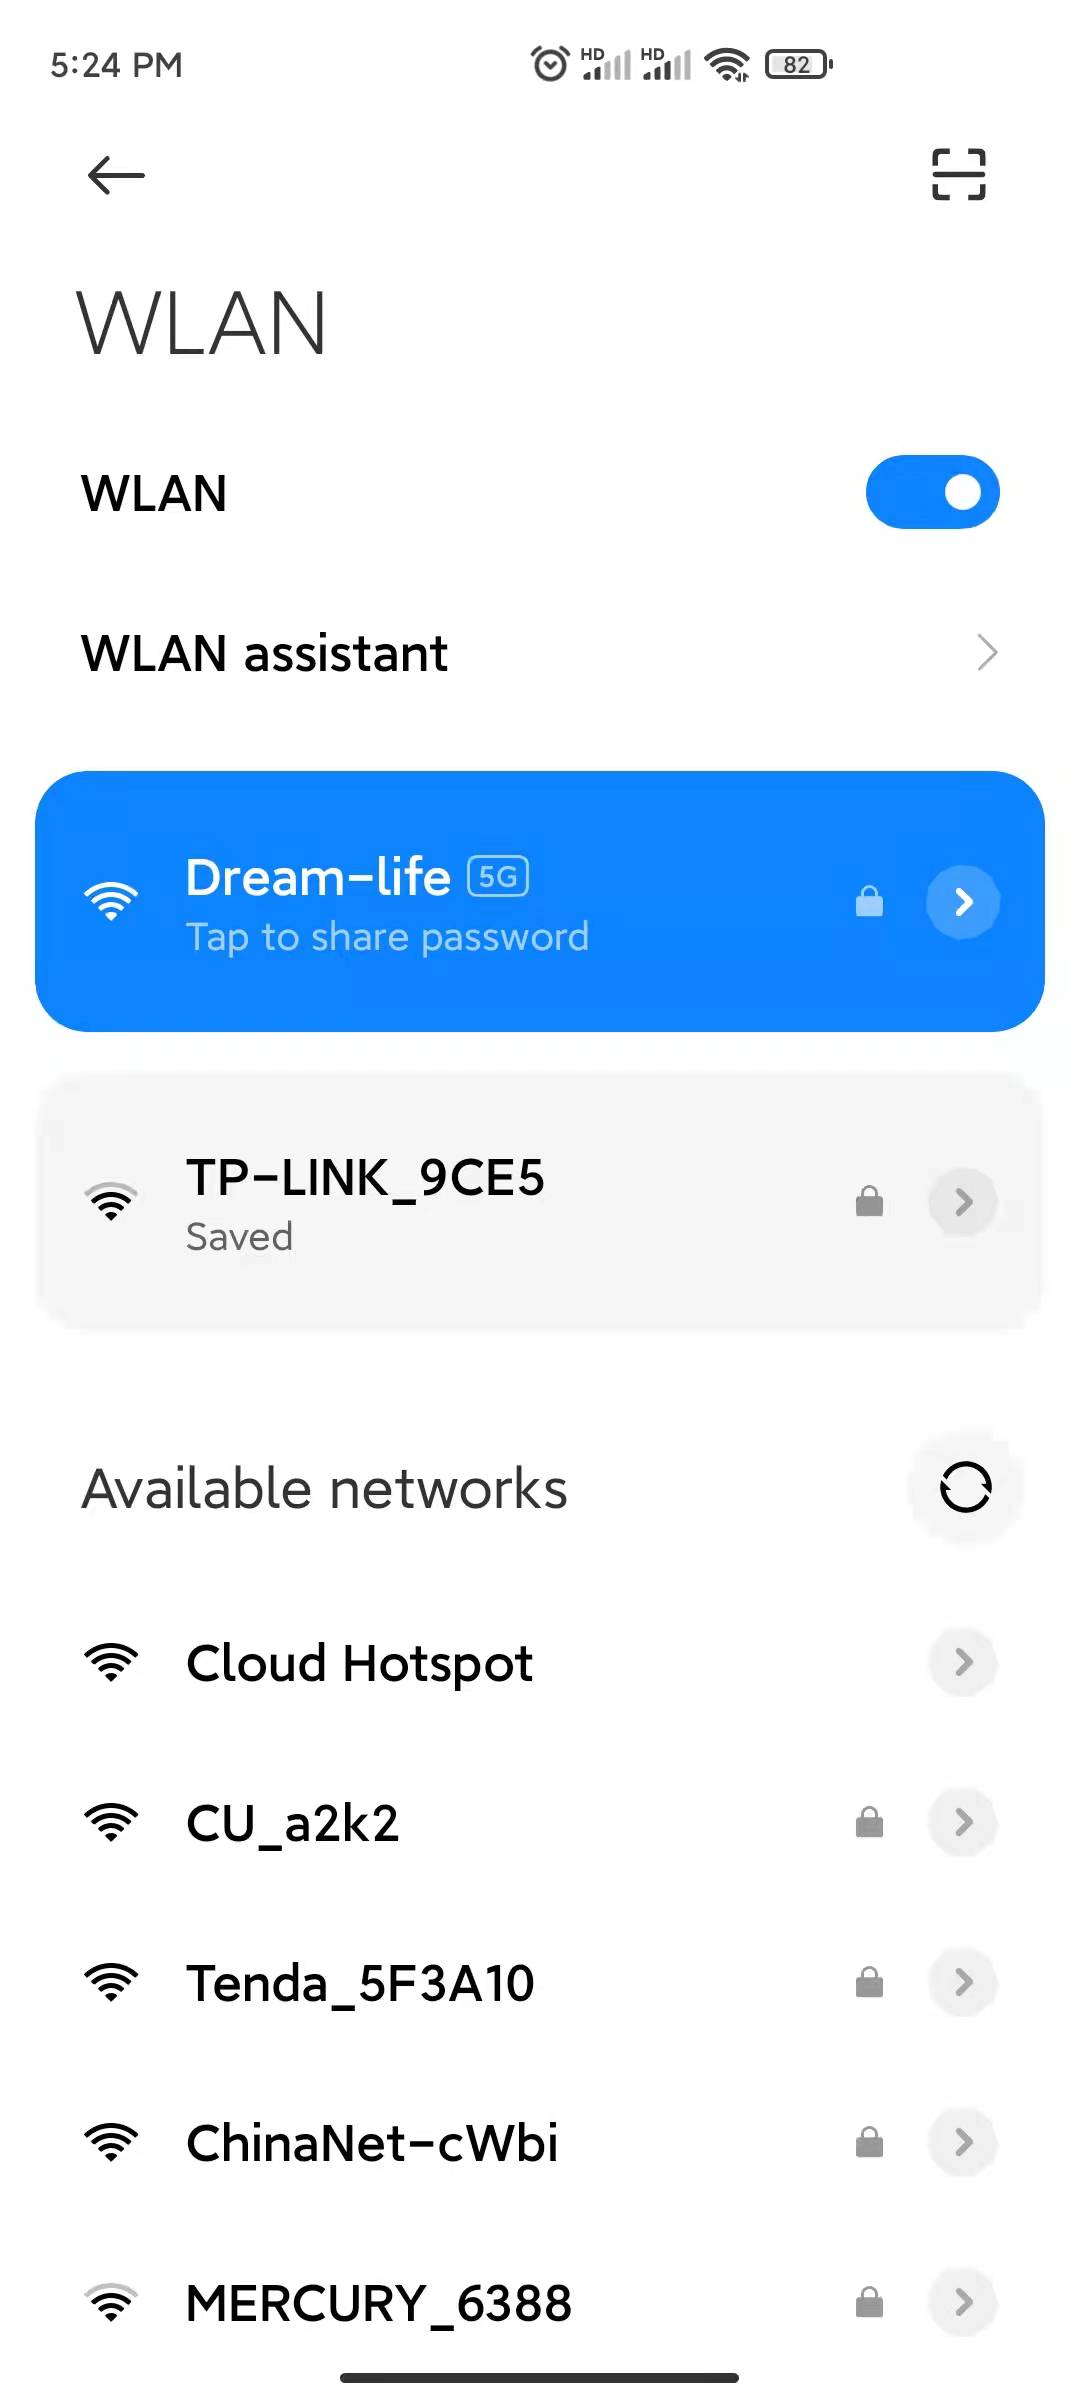 5:24 PM
HD HD 82
WLAN
WLAN
WLAN assistant
Dream-life 5G
Tap to share password
TP-LINK_9CE5
Saved
Available networks
Cloud Hotspot
CU_a2k2
Tenda_5F3A10
ChinaNet-cWbi
MERCURY_6388